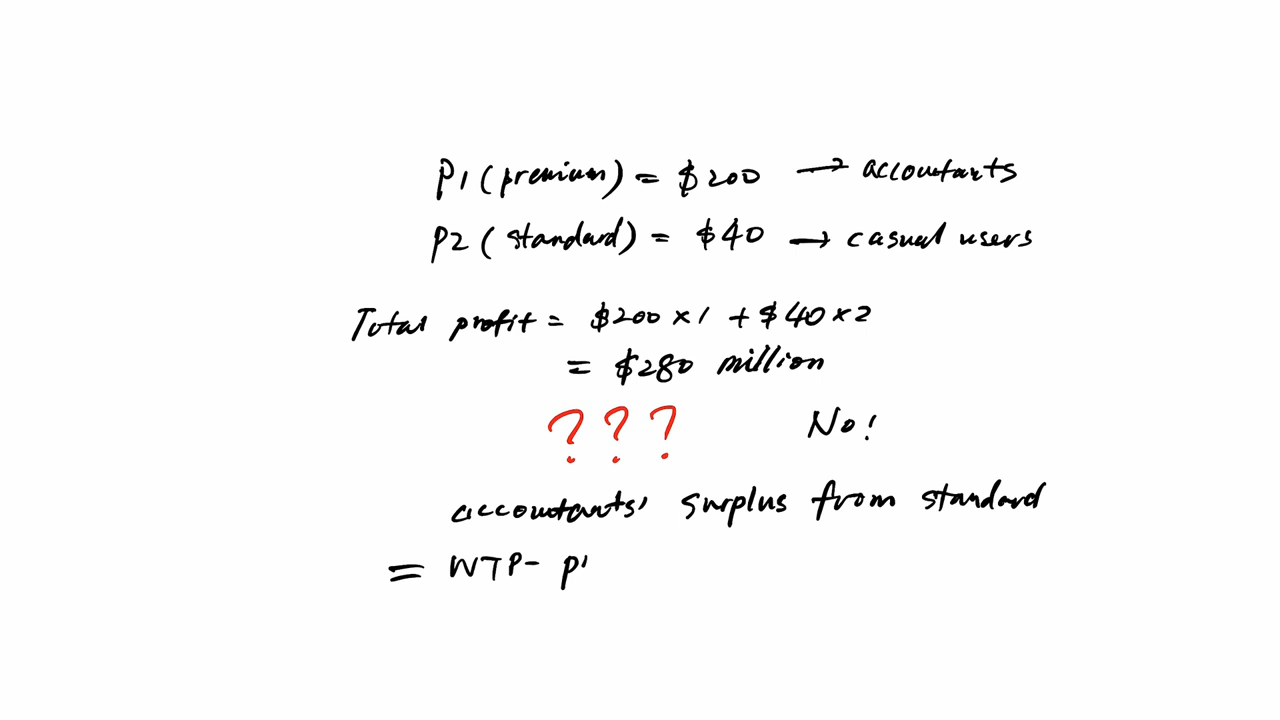 P1 (premium) = $200 → accountants
P2 (standard) = $40 → casual users
Total profit = $200 × 1 + $40 × 2
= $280 million
??? No!
accountants' surplus from standard
= WTP - P'